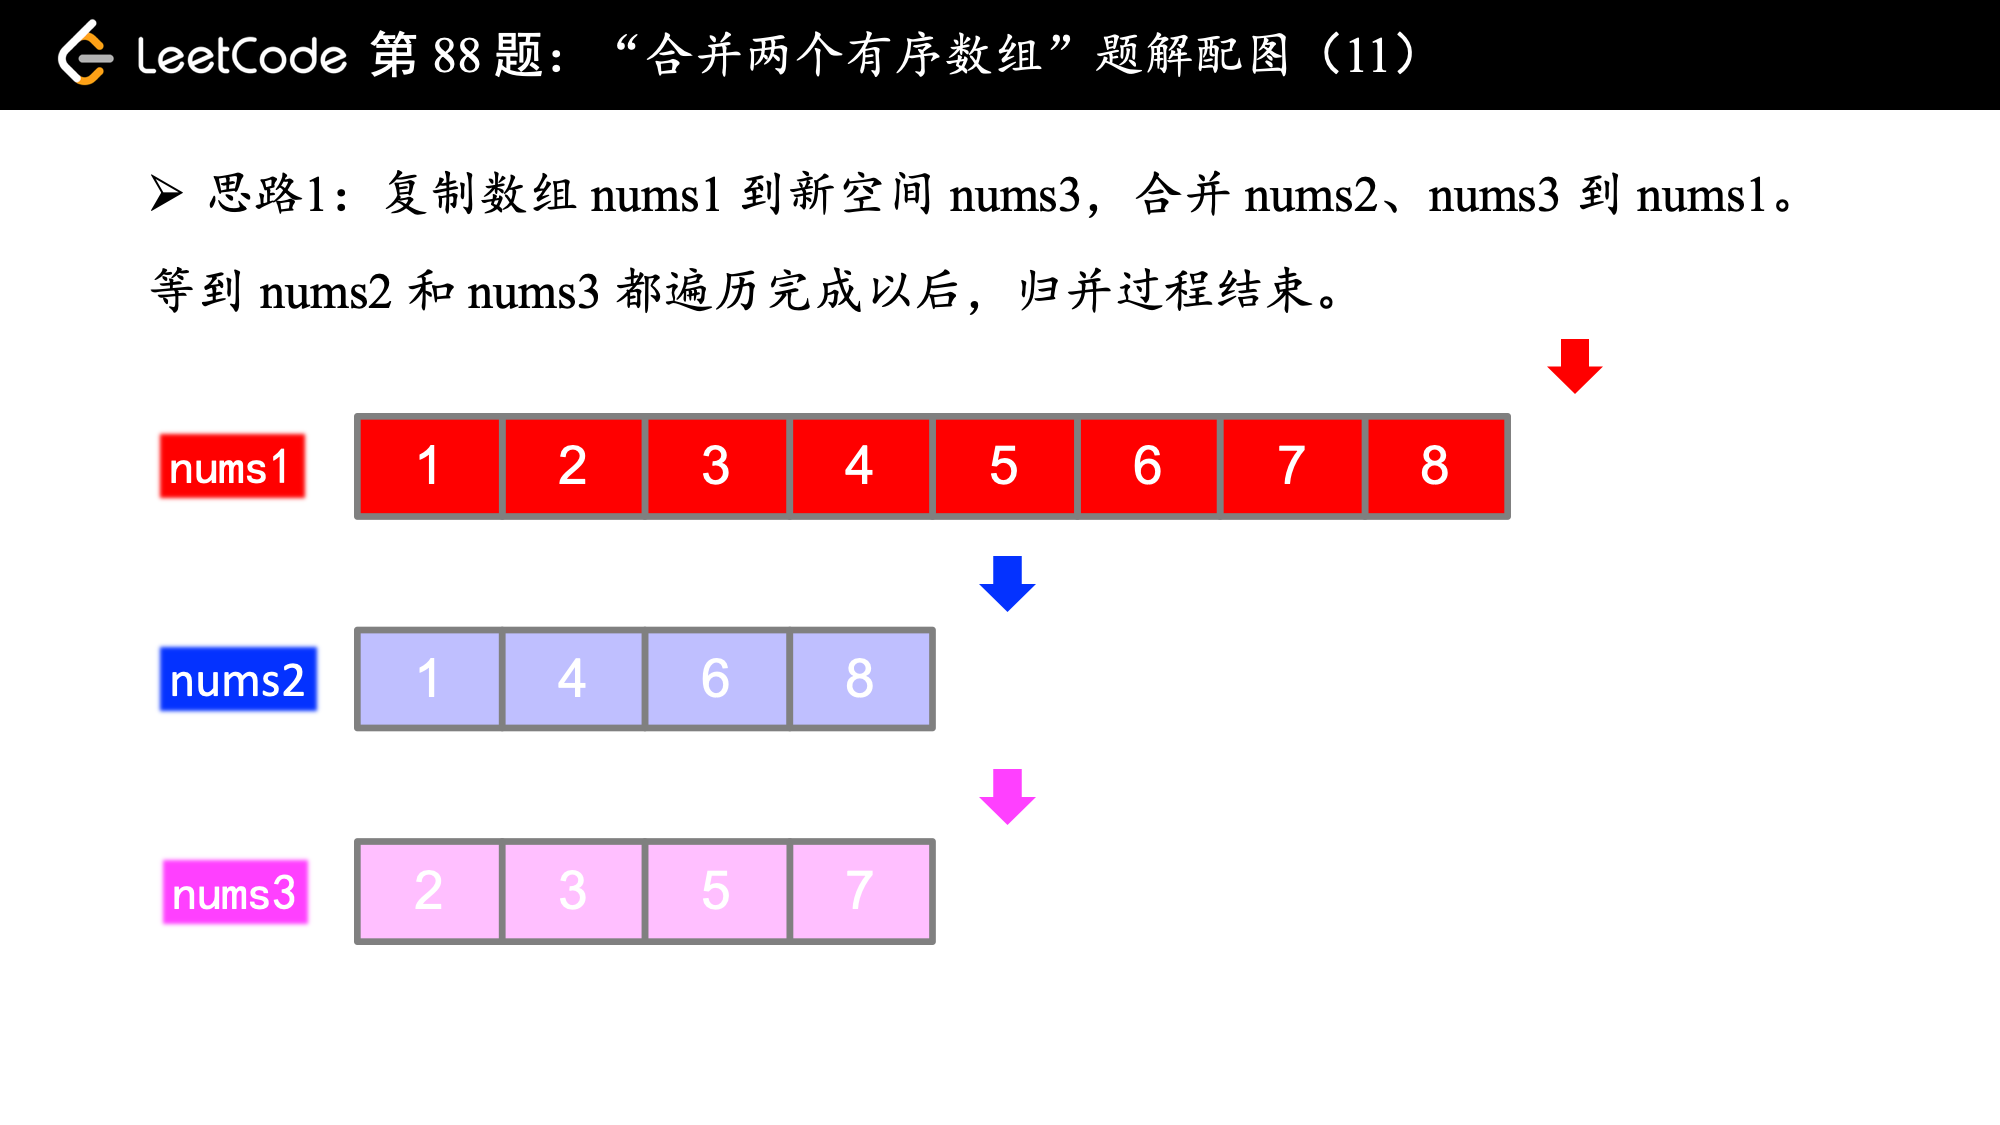 LeetCode 第 88 题：“合并两个有序数组”题解配图（11）
➢ 思路1：复制数组 nums1 到新空间 nums3，合并 nums2、nums3 到 nums1。
等到 nums2 和 nums3 都遍历完成以后，归并过程结束。
nums1 1 2 3 4 5 6 7 8
nums2 1 4 6 8
nums3 2 3 5 7